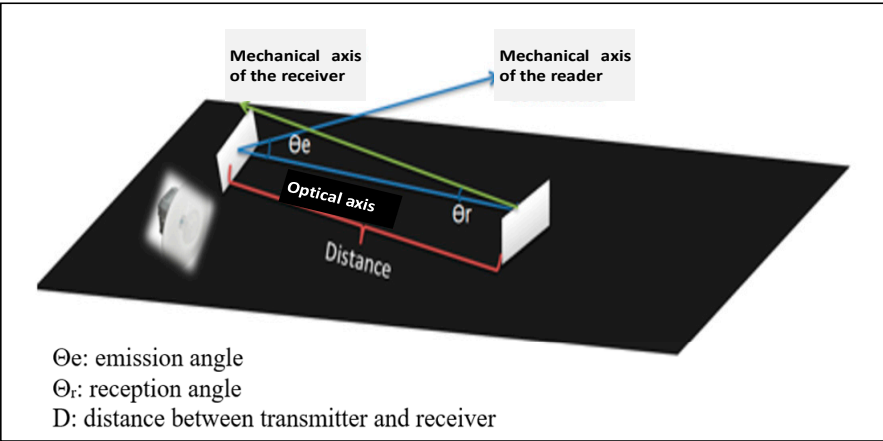 Mechanical axis
of the receiver
Mechanical axis
of the reader
Θe
Optical axis
Θr
Distance
Θe: emission angle
Θr: reception angle
D: distance between transmitter and receiver